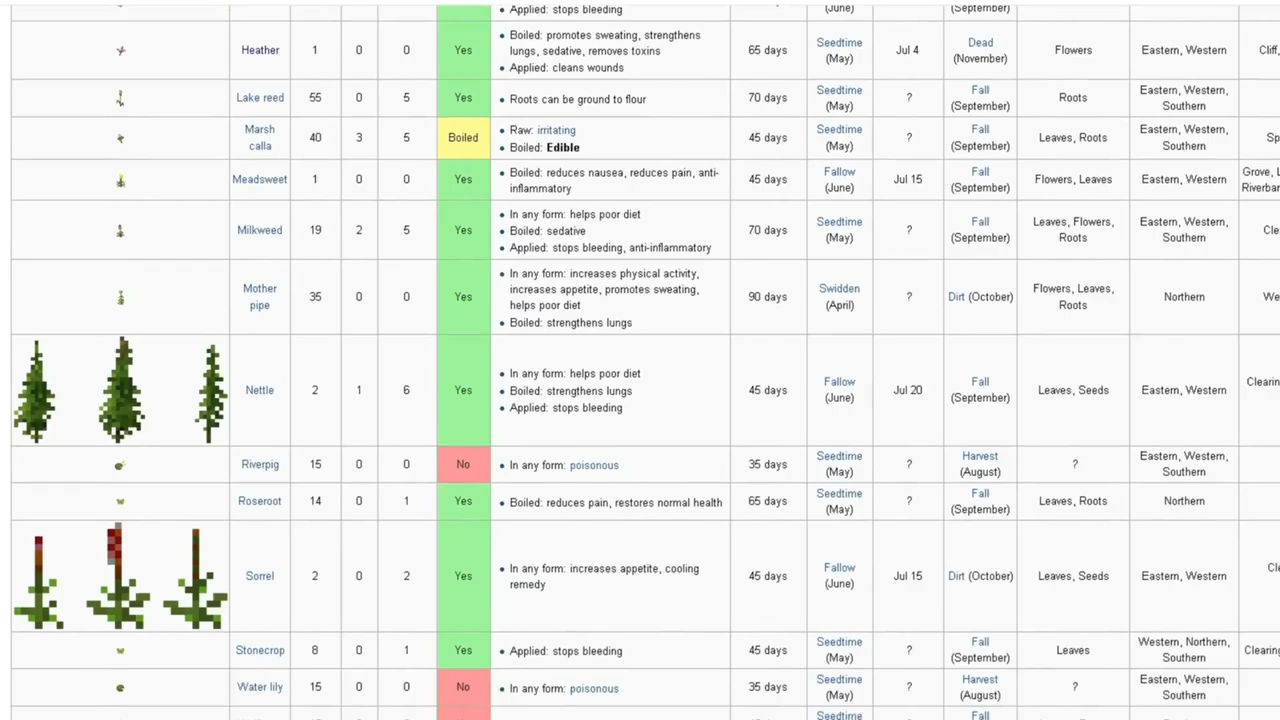 • Applied: stops bleeding
(June)
(September)
Heather
1
0
0
Yes
• Boiled: promotes sweating, strengthens
lungs, sedative, removes toxins
• Applied: cleans wounds
65 days
Seedtime
(May)
Jul 4
Dead
(November)
Flowers
Eastern, Western
Cliff,
Lake reed
55
0
5
Yes
• Roots can be ground to flour
70 days
Seedtime
(May)
?
Fall
(September)
Roots
Eastern, Western,
Southern
Marsh
calla
40
3
5
Boiled
• Raw: irritating
• Boiled: Edible
45 days
Seedtime
(May)
?
Fall
(September)
Leaves, Roots
Eastern, Western,
Southern
Sp
Meadsweet
1
0
0
Yes
• Boiled: reduces nausea, reduces pain, anti-
inflammatory
45 days
Fallow
(June)
Jul 15
Fall
(September)
Flowers, Leaves
Eastern, Western
Grove, L
Riverbar
Milkweed
19
2
5
Yes
• In any form: helps poor diet
• Boiled: sedative
• Applied: stops bleeding, anti-inflammatory
70 days
Seedtime
(May)
?
Fall
(September)
Leaves, Flowers,
Roots
Eastern, Western,
Southern
Cle
Mother
pipe
35
0
0
Yes
• In any form: increases physical activity,
increases appetite, promotes sweating,
helps poor diet
• Boiled: strengthens lungs
90 days
Swidden
(April)
?
Dirt (October)
Flowers, Leaves,
Roots
Northern
We
Nettle
2
1
6
Yes
• In any form: helps poor diet
• Boiled: strengthens lungs
• Applied: stops bleeding
45 days
Fallow
(June)
Jul 20
Fall
(September)
Leaves, Seeds
Eastern, Western
Clearin
Riverpig
15
0
0
No
• In any form: poisonous
35 days
Seedtime
(May)
?
Harvest
(August)
?
Eastern, Western,
Southern
Roseroot
14
0
1
Yes
• Boiled: reduces pain, restores normal health
65 days
Seedtime
(May)
?
Fall
(September)
Leaves, Roots
Northern
Sorrel
2
0
2
Yes
• In any form: increases appetite, cooling
remedy
45 days
Fallow
(June)
Jul 15
Dirt (October)
Leaves, Seeds
Eastern, Western
Cle
Stonecrop
8
0
1
Yes
• Applied: stops bleeding
45 days
Seedtime
(May)
?
Fall
(September)
Leaves
Western, Northern,
Southern
Clearing
Water lily
15
0
0
No
• In any form: poisonous
35 days
Seedtime
(May)
?
Harvest
(August)
?
Eastern, Western,
Southern
Seedtime
Fall